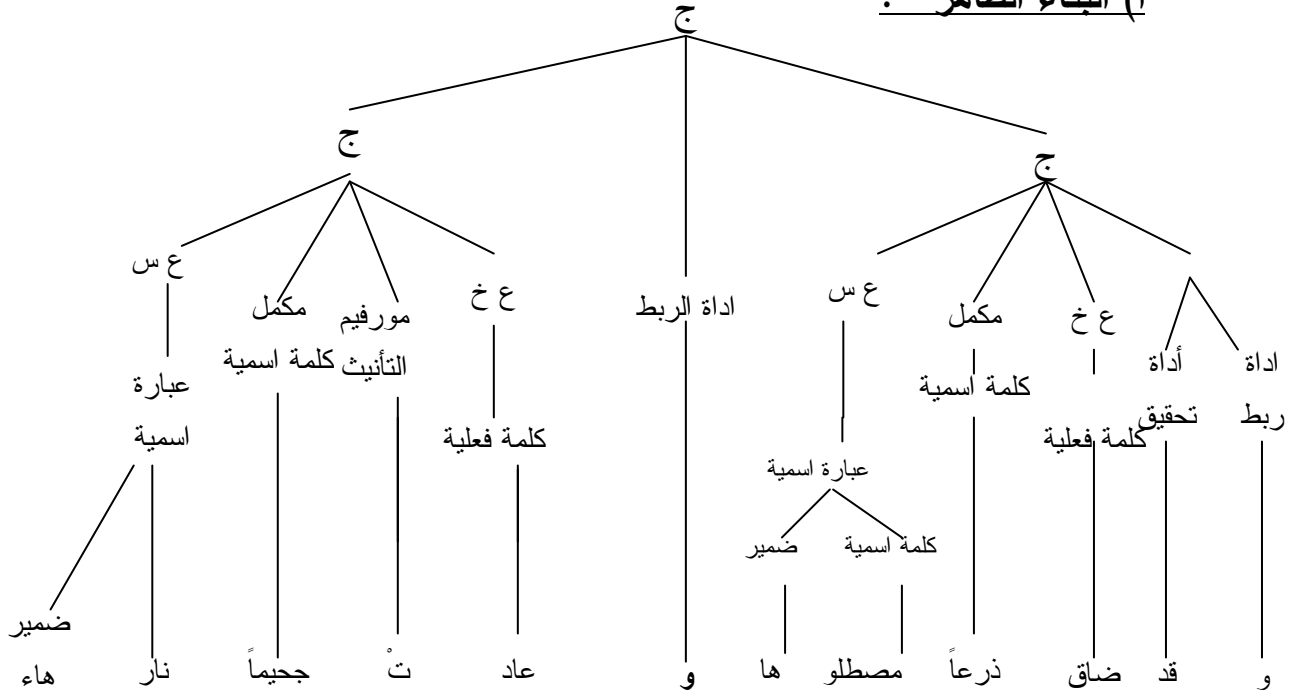 أ) البناء الظاهر :
ج
ج
ج
ع س
مكمل
كلمة اسمية
مورفيم
التأنيث
ع خ
اداة الربط
ع س
مكمل
كلمة اسمية
ع خ
كلمة فعلية
أداة
تحقيق
اداة
ربط
عبارة
اسمية
كلمة فعلية
عبارة اسمية
كلمة اسمية
ضمير
ضمير
و قد ضاق ذرعاً مصطلو ها و عاد تْ جحيماً نار هاء